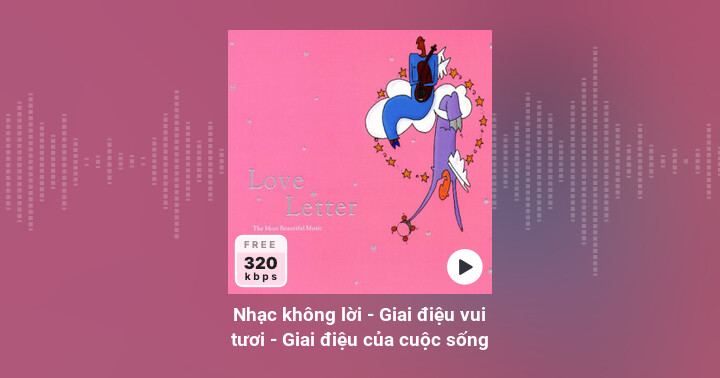 Love
Letter
The Most Beautiful Music
FREE
320
kbps
Nhạc không lời - Giai điệu vui
tươi - Giai điệu của cuộc sống